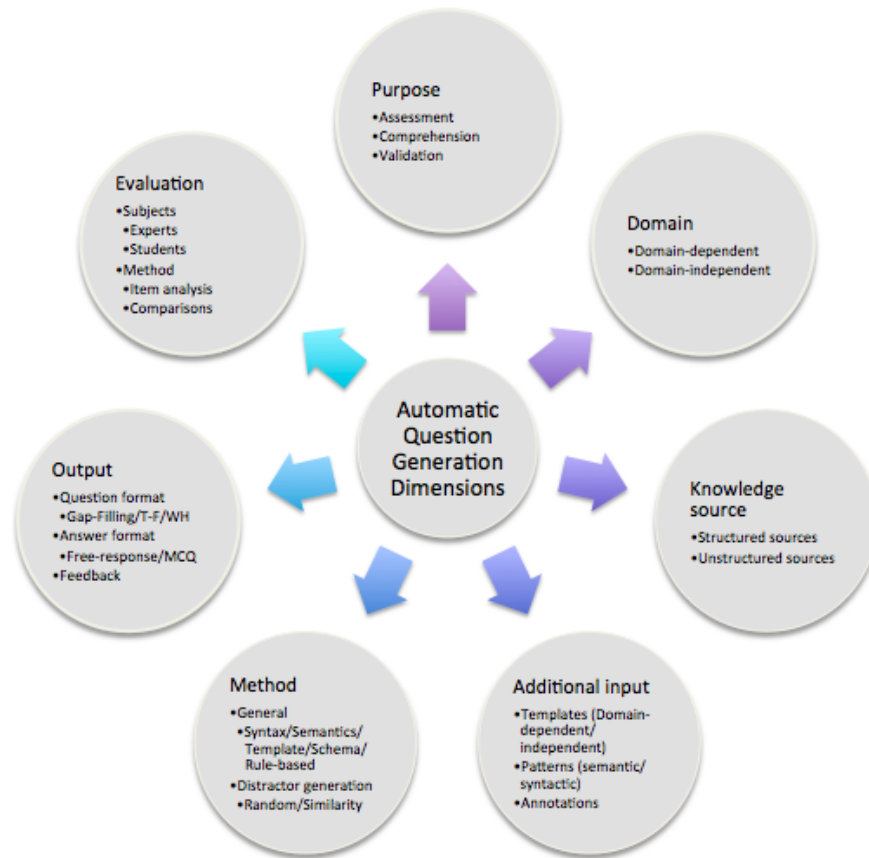 Purpose
•Assessment
•Comprehension
•Validation
Evaluation
•Subjects
•Experts
•Students
•Method
•Item analysis
•Comparisons
Domain
•Domain-dependent
•Domain-independent
Automatic
Question
Generation
Dimensions
Output
•Question format
•Gap-Filling/T-F/WH
•Answer format
•Free-response/MCQ
•Feedback
Knowledge
source
•Structured sources
•Unstructured sources
Method
•General
•Syntax/Semantics/
Template/Schema/
Rule-based
•Distractor generation
•Random/Similarity
Additional input
•Templates (Domain-
dependent/
independent)
•Patterns (semantic/
syntactic)
•Annotations